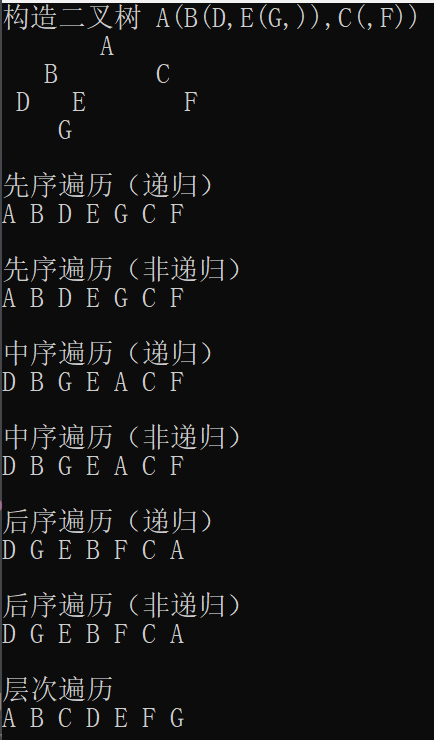 构造二叉树 A(B(D,E(G,)),C(,F))
A
B C
D E F
G
先序遍历（递归）
A B D E G C F
先序遍历（非递归）
A B D E G C F
中序遍历（递归）
D B G E A C F
中序遍历（非递归）
D B G E A C F
后序遍历（递归）
D G E B F C A
后序遍历（非递归）
D G E B F C A
层次遍历
A B C D E F G